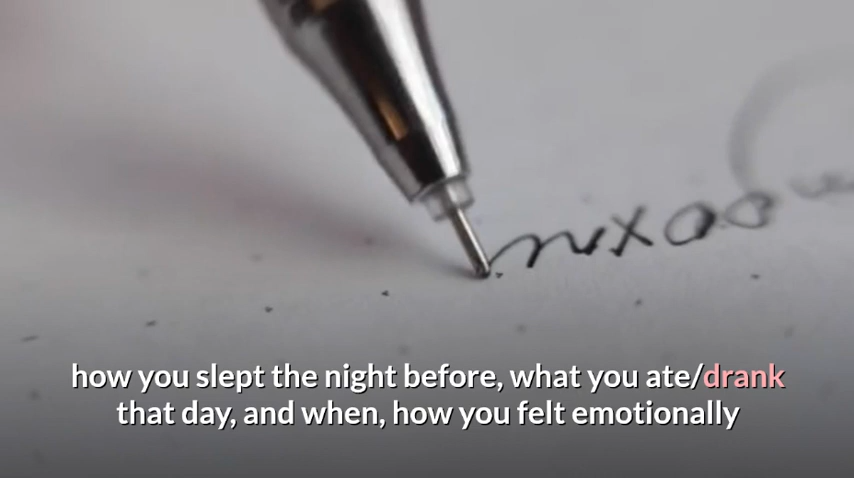 how you slept the night before, what you ate/drank
that day, and when, how you felt emotionally